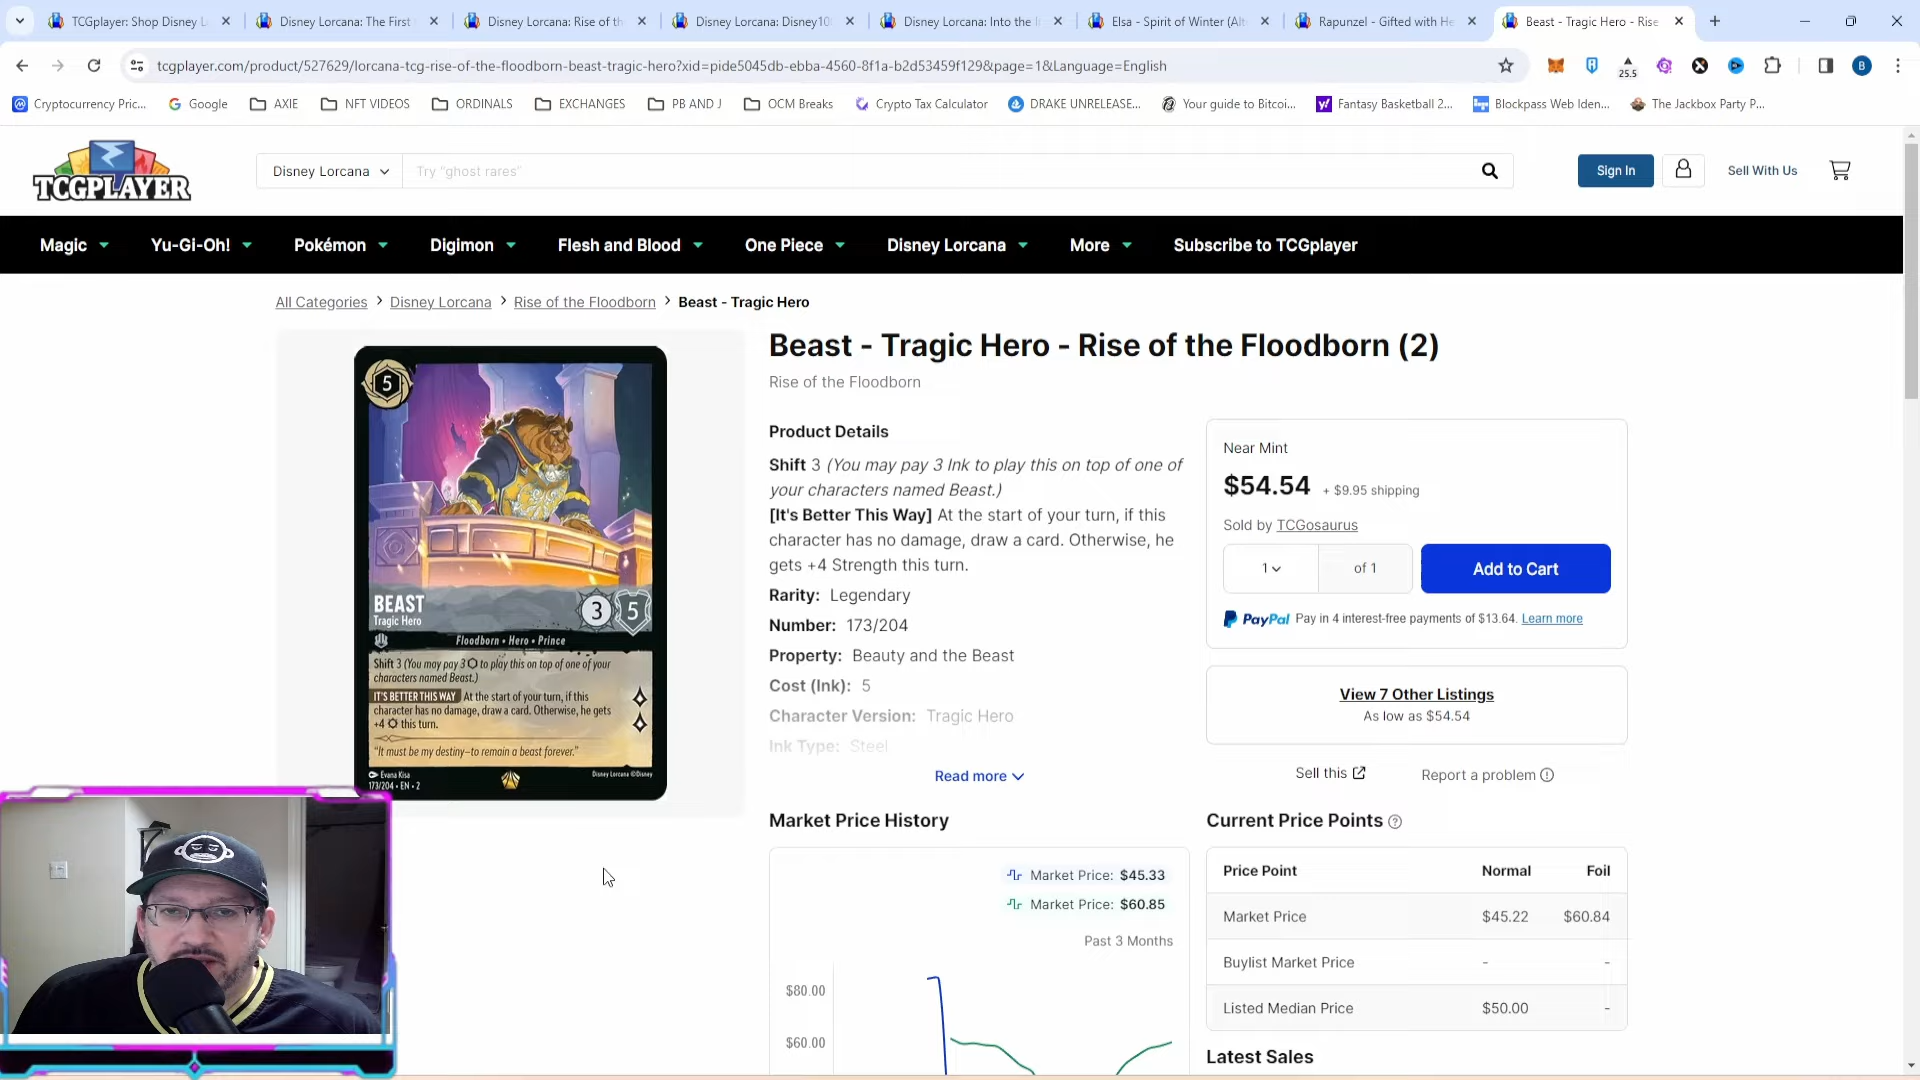 TCGplayer: Shop Disney L
Disney Lorcana: The First
Disney Lorcana: Rise of th
Disney Lorcana: Disney10
Disney Lorcana: Into the I
Elsa - Spirit of Winter (Alt
Rapunzel - Gifted with He
Beast - Tragic Hero - Rise
tcgplayer.com/product/527629/lorcana-tcg-rise-of-the-floodborn-beast-tragic-hero?xid=pide5045db-ebba-4560-8f1a-b2d53459f129&page=1&Language=English
25.5
B
Cryptocurrency Pric...
Google
AXIE
NFT VIDEOS
ORDINALS
EXCHANGES
PB AND J
OCM Breaks
Crypto Tax Calculator
DRAKE UNRELEASE...
Your guide to Bitcoi...
Fantasy Basketball 2...
Blockpass Web Iden...
The Jackbox Party P...
TCGPLAYER
Disney Lorcana
Try "ghost rares"
Sign In
Sell With Us
Magic
Yu-Gi-Oh!
Pokémon
Digimon
Flesh and Blood
One Piece
Disney Lorcana
More
Subscribe to TCGplayer
All Categories > Disney Lorcana > Rise of the Floodborn > Beast - Tragic Hero
5
BEAST
Tragic Hero
3
5
Floodborn • Hero • Prince
Shift 3 (You may pay 3 to play this on top of one of your
characters named Beast.)
IT'S BETTER THIS WAY At the start of your turn, if this
character has no damage, draw a card. Otherwise, he gets
+4 this turn.
"It must be my destiny—to remain a beast forever."
Evana Kisa
173/204 • EN • 2
Disney Lorcana ©Disney
Beast - Tragic Hero - Rise of the Floodborn (2)
Rise of the Floodborn
Product Details
Shift 3 (You may pay 3 Ink to play this on top of one of
your characters named Beast.)
[It's Better This Way] At the start of your turn, if this
character has no damage, draw a card. Otherwise, he
gets +4 Strength this turn.
Rarity: Legendary
Number: 173/204
Property: Beauty and the Beast
Cost (Ink): 5
Character Version: Tragic Hero
Ink Type: Steel
Read more
Near Mint
$54.54 + $9.95 shipping
Sold by TCGosaurus
1
of 1
Add to Cart
PayPal Pay in 4 interest-free payments of $13.64. Learn more
View 7 Other Listings
As low as $54.54
Sell this
Report a problem
Market Price History
Market Price: $45.33
Market Price: $60.85
Past 3 Months
$80.00
$60.00
Current Price Points
Price Point Normal Foil
Market Price $45.22 $60.84
Buylist Market Price - -
Listed Median Price $50.00 -
Latest Sales